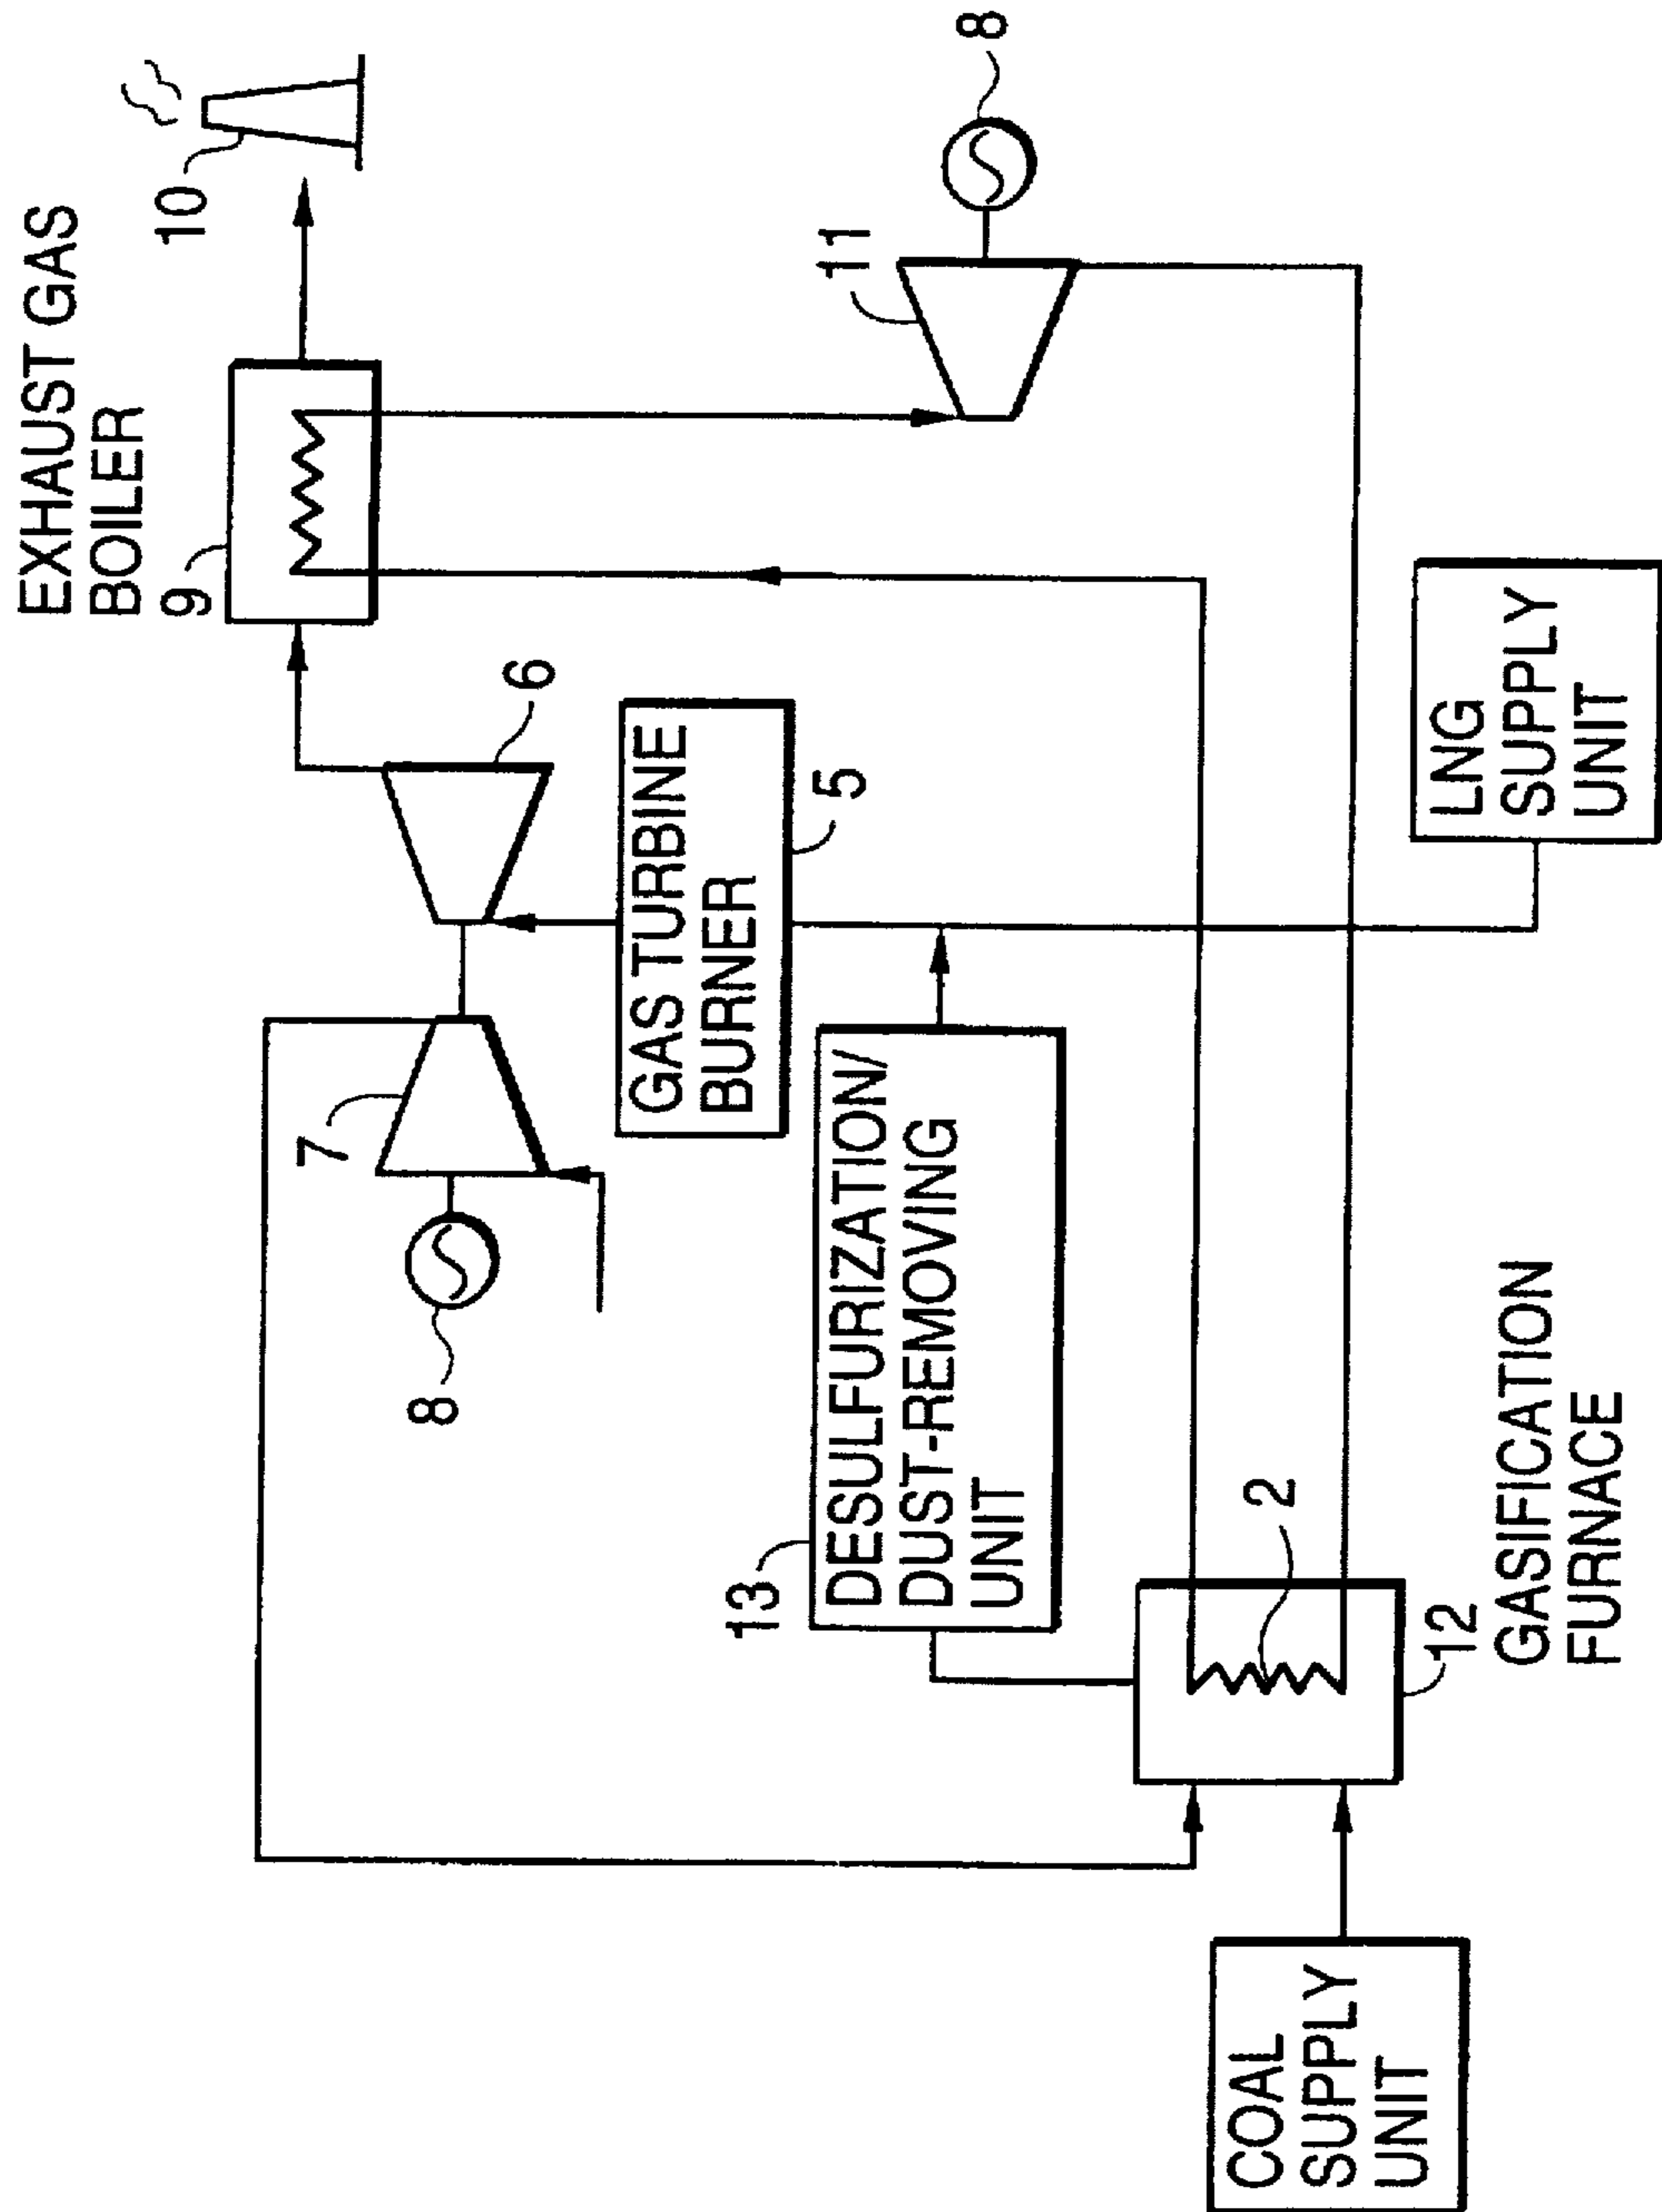 EXHAUST GAS
BOILER
9
10
6
7
8
GAS TURBINE
BURNER
5
11
8
13
DESULFURIZATION/
DUST-REMOVING
UNIT
2
12
GASIFICATION
FURNACE
COAL
SUPPLY
UNIT
LNG
SUPPLY
UNIT